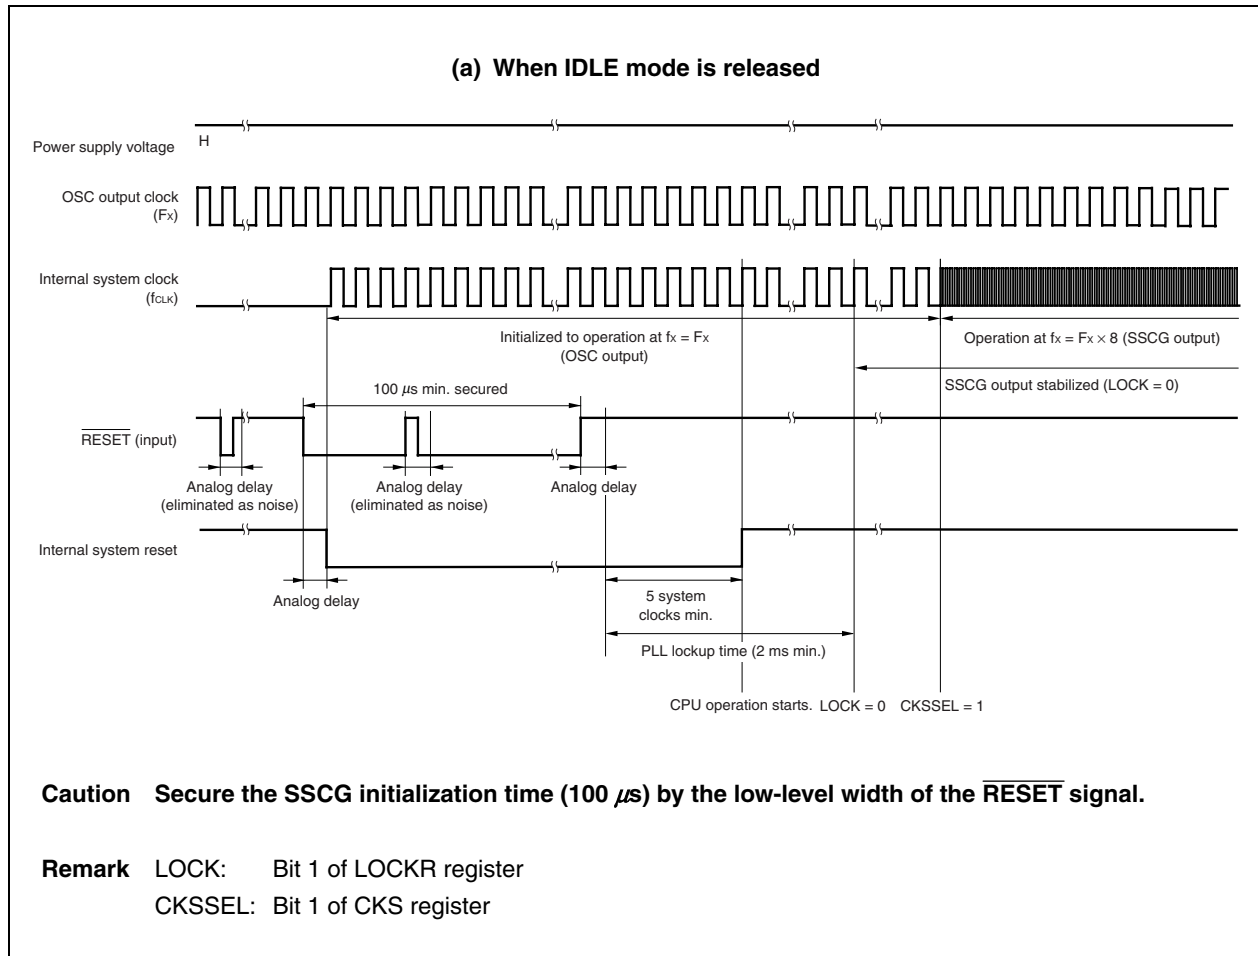 (a) When IDLE mode is released
Power supply voltage
H
OSC output clock
(Fx)
Internal system clock
(fCLK)
Initialized to operation at fx = Fx
(OSC output)
Operation at fx = Fx × 8 (SSCG output)
SSCG output stabilized (LOCK = 0)
100 μs min. secured
RESET (input)
Analog delay
(eliminated as noise)
Analog delay
(eliminated as noise)
Analog delay
Internal system reset
Analog delay
5 system
clocks min.
PLL lockup time (2 ms min.)
CPU operation starts. LOCK = 0 CKSSEL = 1
Caution Secure the SSCG initialization time (100 μs) by the low-level width of the RESET signal.
Remark LOCK: Bit 1 of LOCKR register
CKSSEL: Bit 1 of CKS register